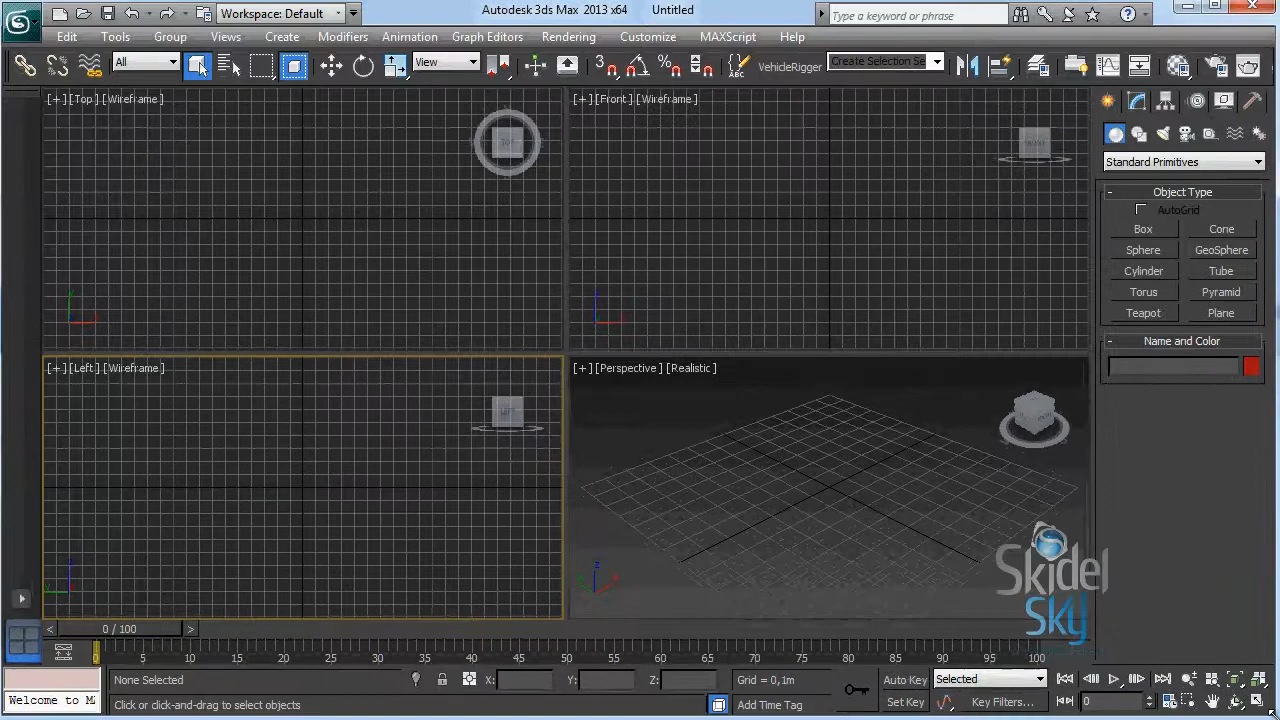 Workspace: Default
Autodesk 3ds Max 2013 x64 Untitled
Type a keyword or phrase
Edit Tools Group Views Create Modifiers Animation Graph Editors Rendering Customize MAXScript Help
All
View
VehicleRigger
Create Selection Se
[+] [Top] [Wireframe]
TOP
[+] [Front] [Wireframe]
Standard Primitives
Object Type
AutoGrid
Box Cone
Sphere GeoSphere
Cylinder Tube
Torus Pyramid
Teapot Plane
Name and Color
[+] [Left] [Wireframe]
LEFT
[+] [Perspective] [Realistic]
Skidel
Sky
< 0 / 100 >
5 10 15 20 25 30 35 40 45 50 55 60 65 70 75 80 85 90 95 100
None Selected
X: Y: Z:
Grid = 0,1m
Auto Key
Selected
Welcome to MA
Click or click-and-drag to select objects
Add Time Tag
Set Key
Key Filters...
0